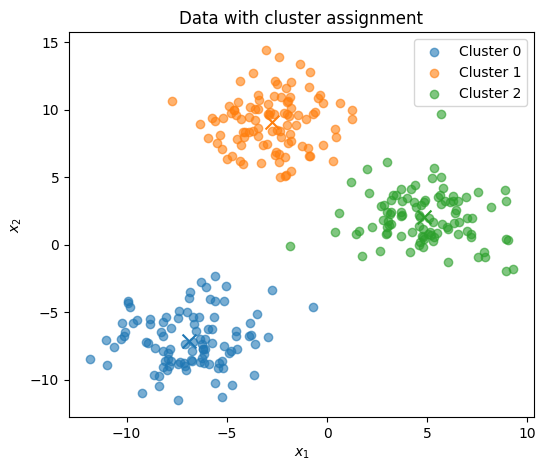 Data with cluster assignment
15
10
5
0
−5
−10
x₂
Cluster 0
Cluster 1
Cluster 2
−10
−5
0
5
10
x₁